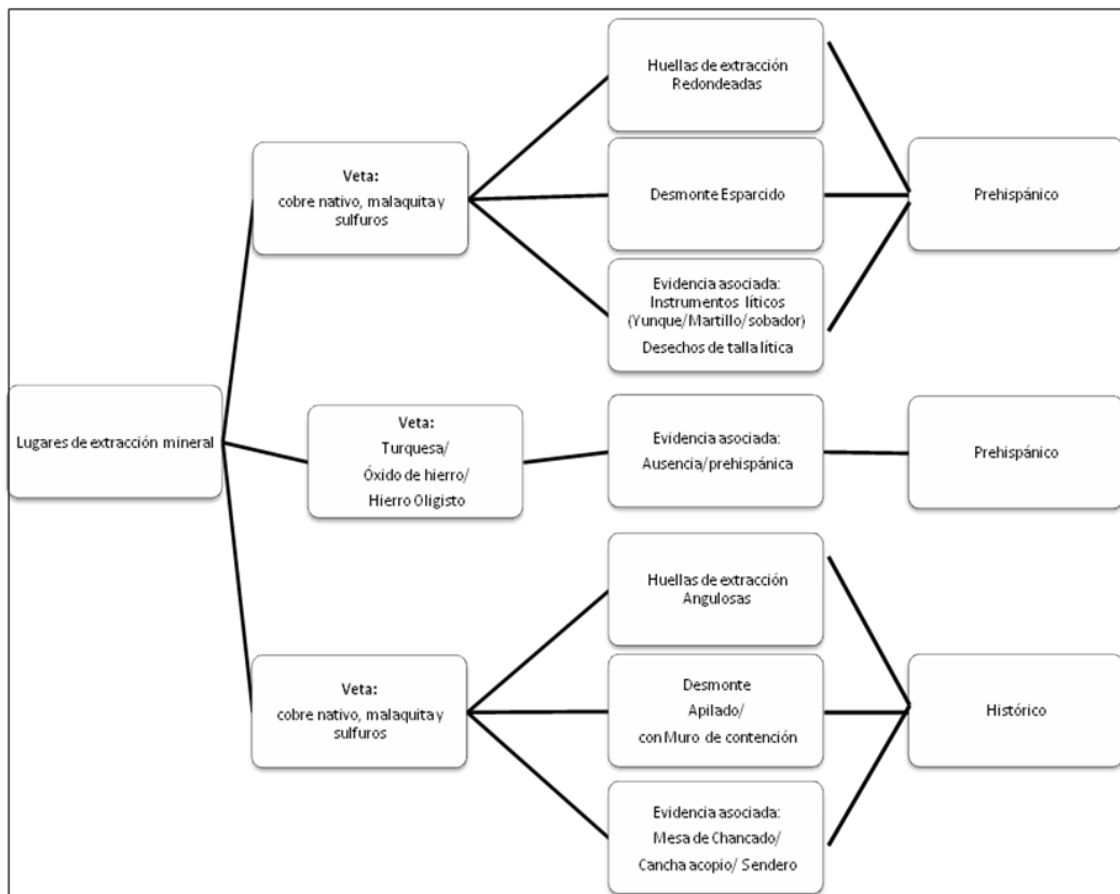 Lugares de extracción mineral
Veta:
cobre nativo, malaquita y
sulfuros
Huellas de extracción
Redondeadas
Desmonte Esparcido
Evidencia asociada:
Instrumentos líticos
(Yunque/Martillo/sobador)
Desechos de talla lítica
Prehispánico
Veta:
Turquesa/
Óxido de hierro/
Hierro Oligisto
Evidencia asociada:
Ausencia/prehispánica
Prehispánico
Veta:
cobre nativo, malaquita y
sulfuros
Huellas de extracción
Angulosas
Desmonte
Apilado/
con Muro de contención
Evidencia asociada:
Mesa de Chancado/
Cancha acopio/ Sendero
Histórico